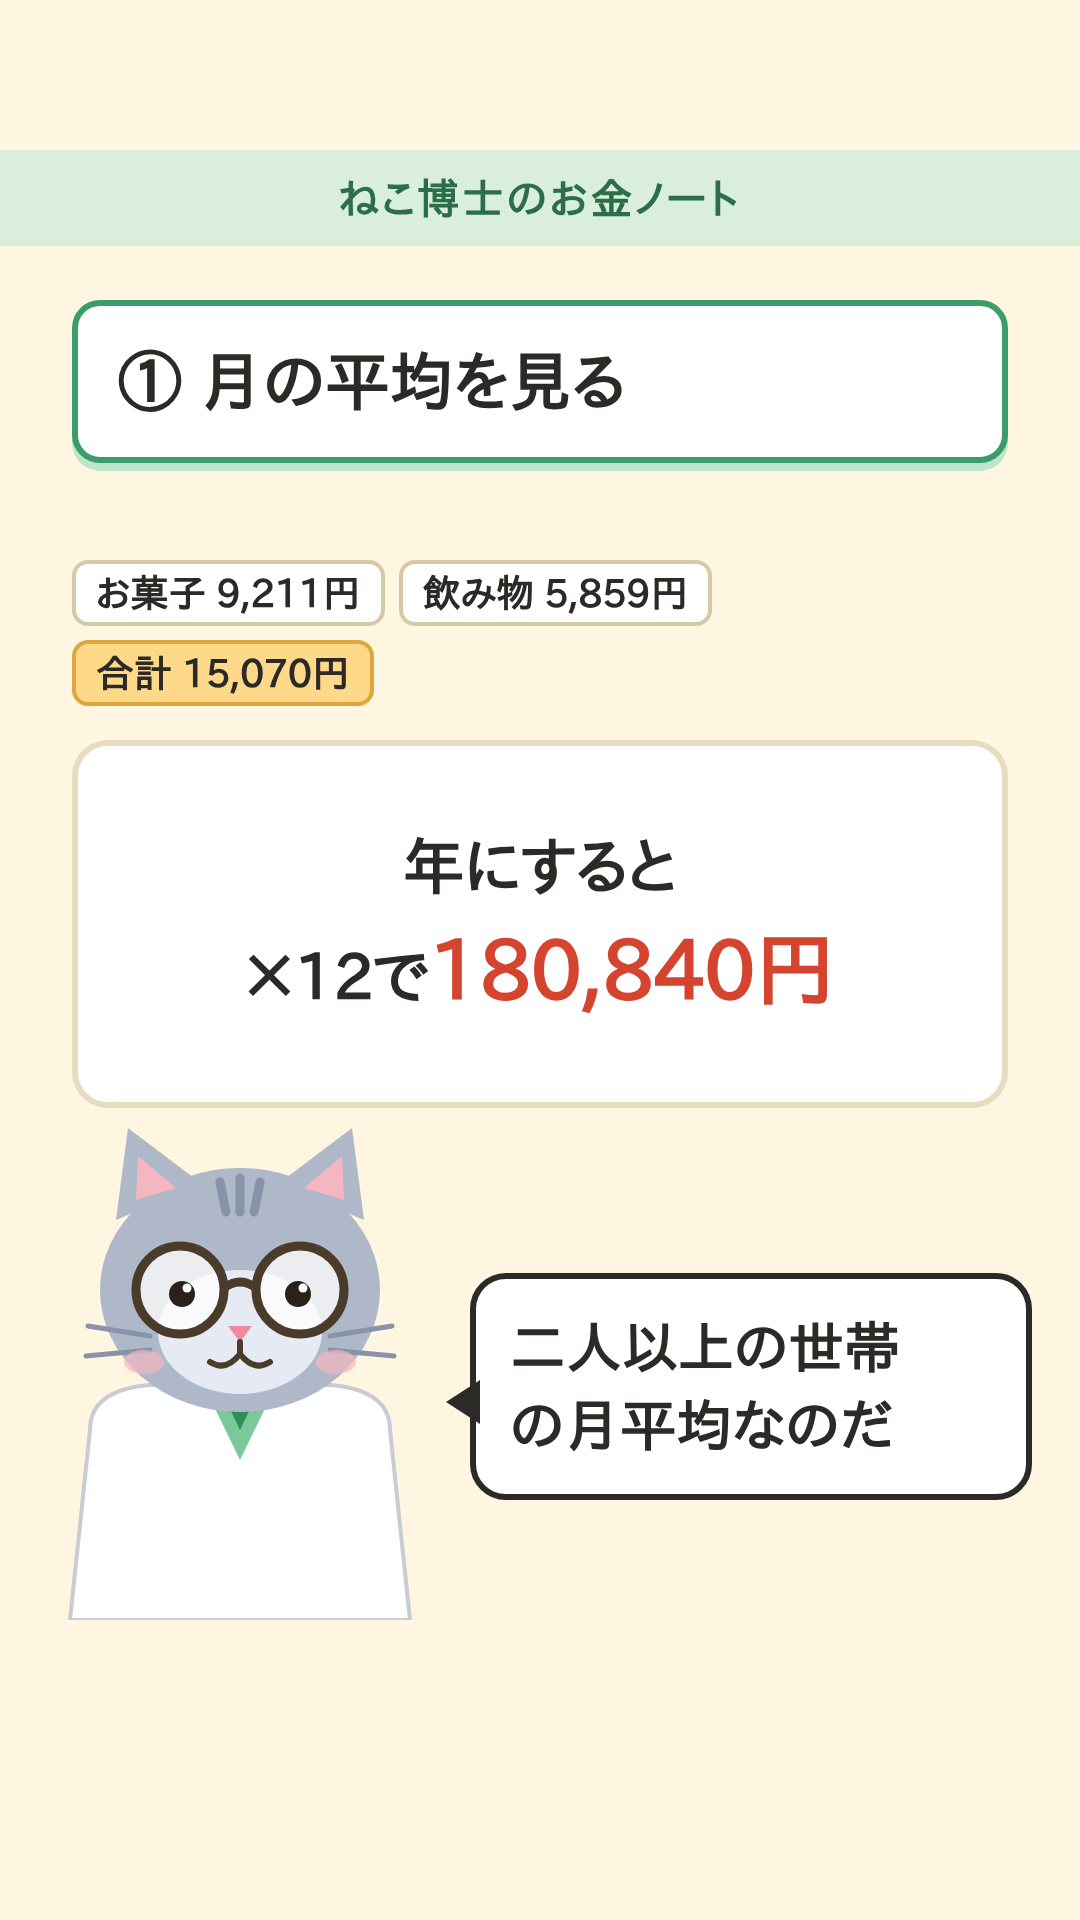 ねこ博士のお金ノート
① 月の平均を見る
お菓子 9,211円
飲み物 5,859円
合計 15,070円
年にすると
×12で180,840円
二人以上の世帯
の月平均なのだ